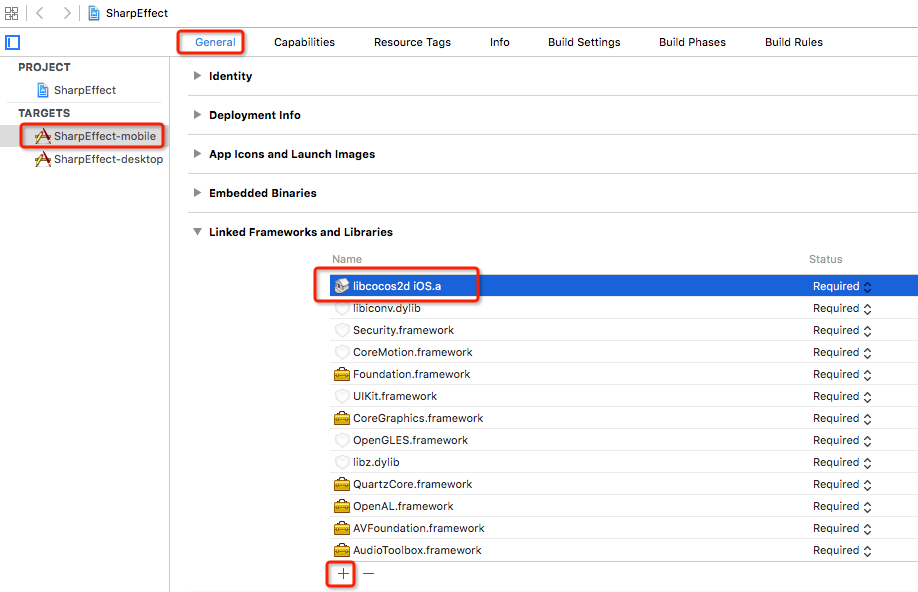 SharpEffect
General Capabilities Resource Tags Info Build Settings Build Phases Build Rules
PROJECT
SharpEffect
TARGETS
SharpEffect-mobile
SharpEffect-desktop
Identity
Deployment Info
App Icons and Launch Images
Embedded Binaries
Linked Frameworks and Libraries
Name Status
libcocos2d iOS.a Required
libiconv.dylib Required
Security.framework Required
CoreMotion.framework Required
Foundation.framework Required
UIKit.framework Required
CoreGraphics.framework Required
OpenGLES.framework Required
libz.dylib Required
QuartzCore.framework Required
OpenAL.framework Required
AVFoundation.framework Required
AudioToolbox.framework Required